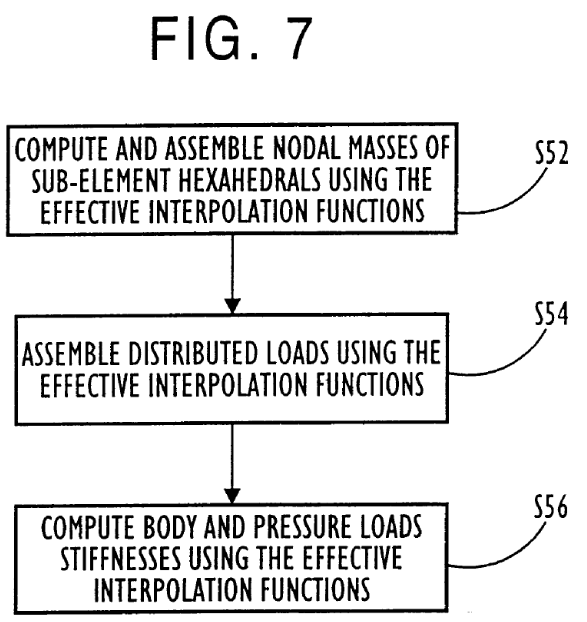 FIG. 7
COMPUTE AND ASSEMBLE NODAL MASSES OF
SUB-ELEMENT HEXAHEDRALS USING THE
EFFECTIVE INTERPOLATION FUNCTIONS
S52
ASSEMBLE DISTRIBUTED LOADS USING THE
EFFECTIVE INTERPOLATION FUNCTIONS
S54
COMPUTE BODY AND PRESSURE LOADS
STIFFNESSES USING THE EFFECTIVE
INTERPOLATION FUNCTIONS
S56